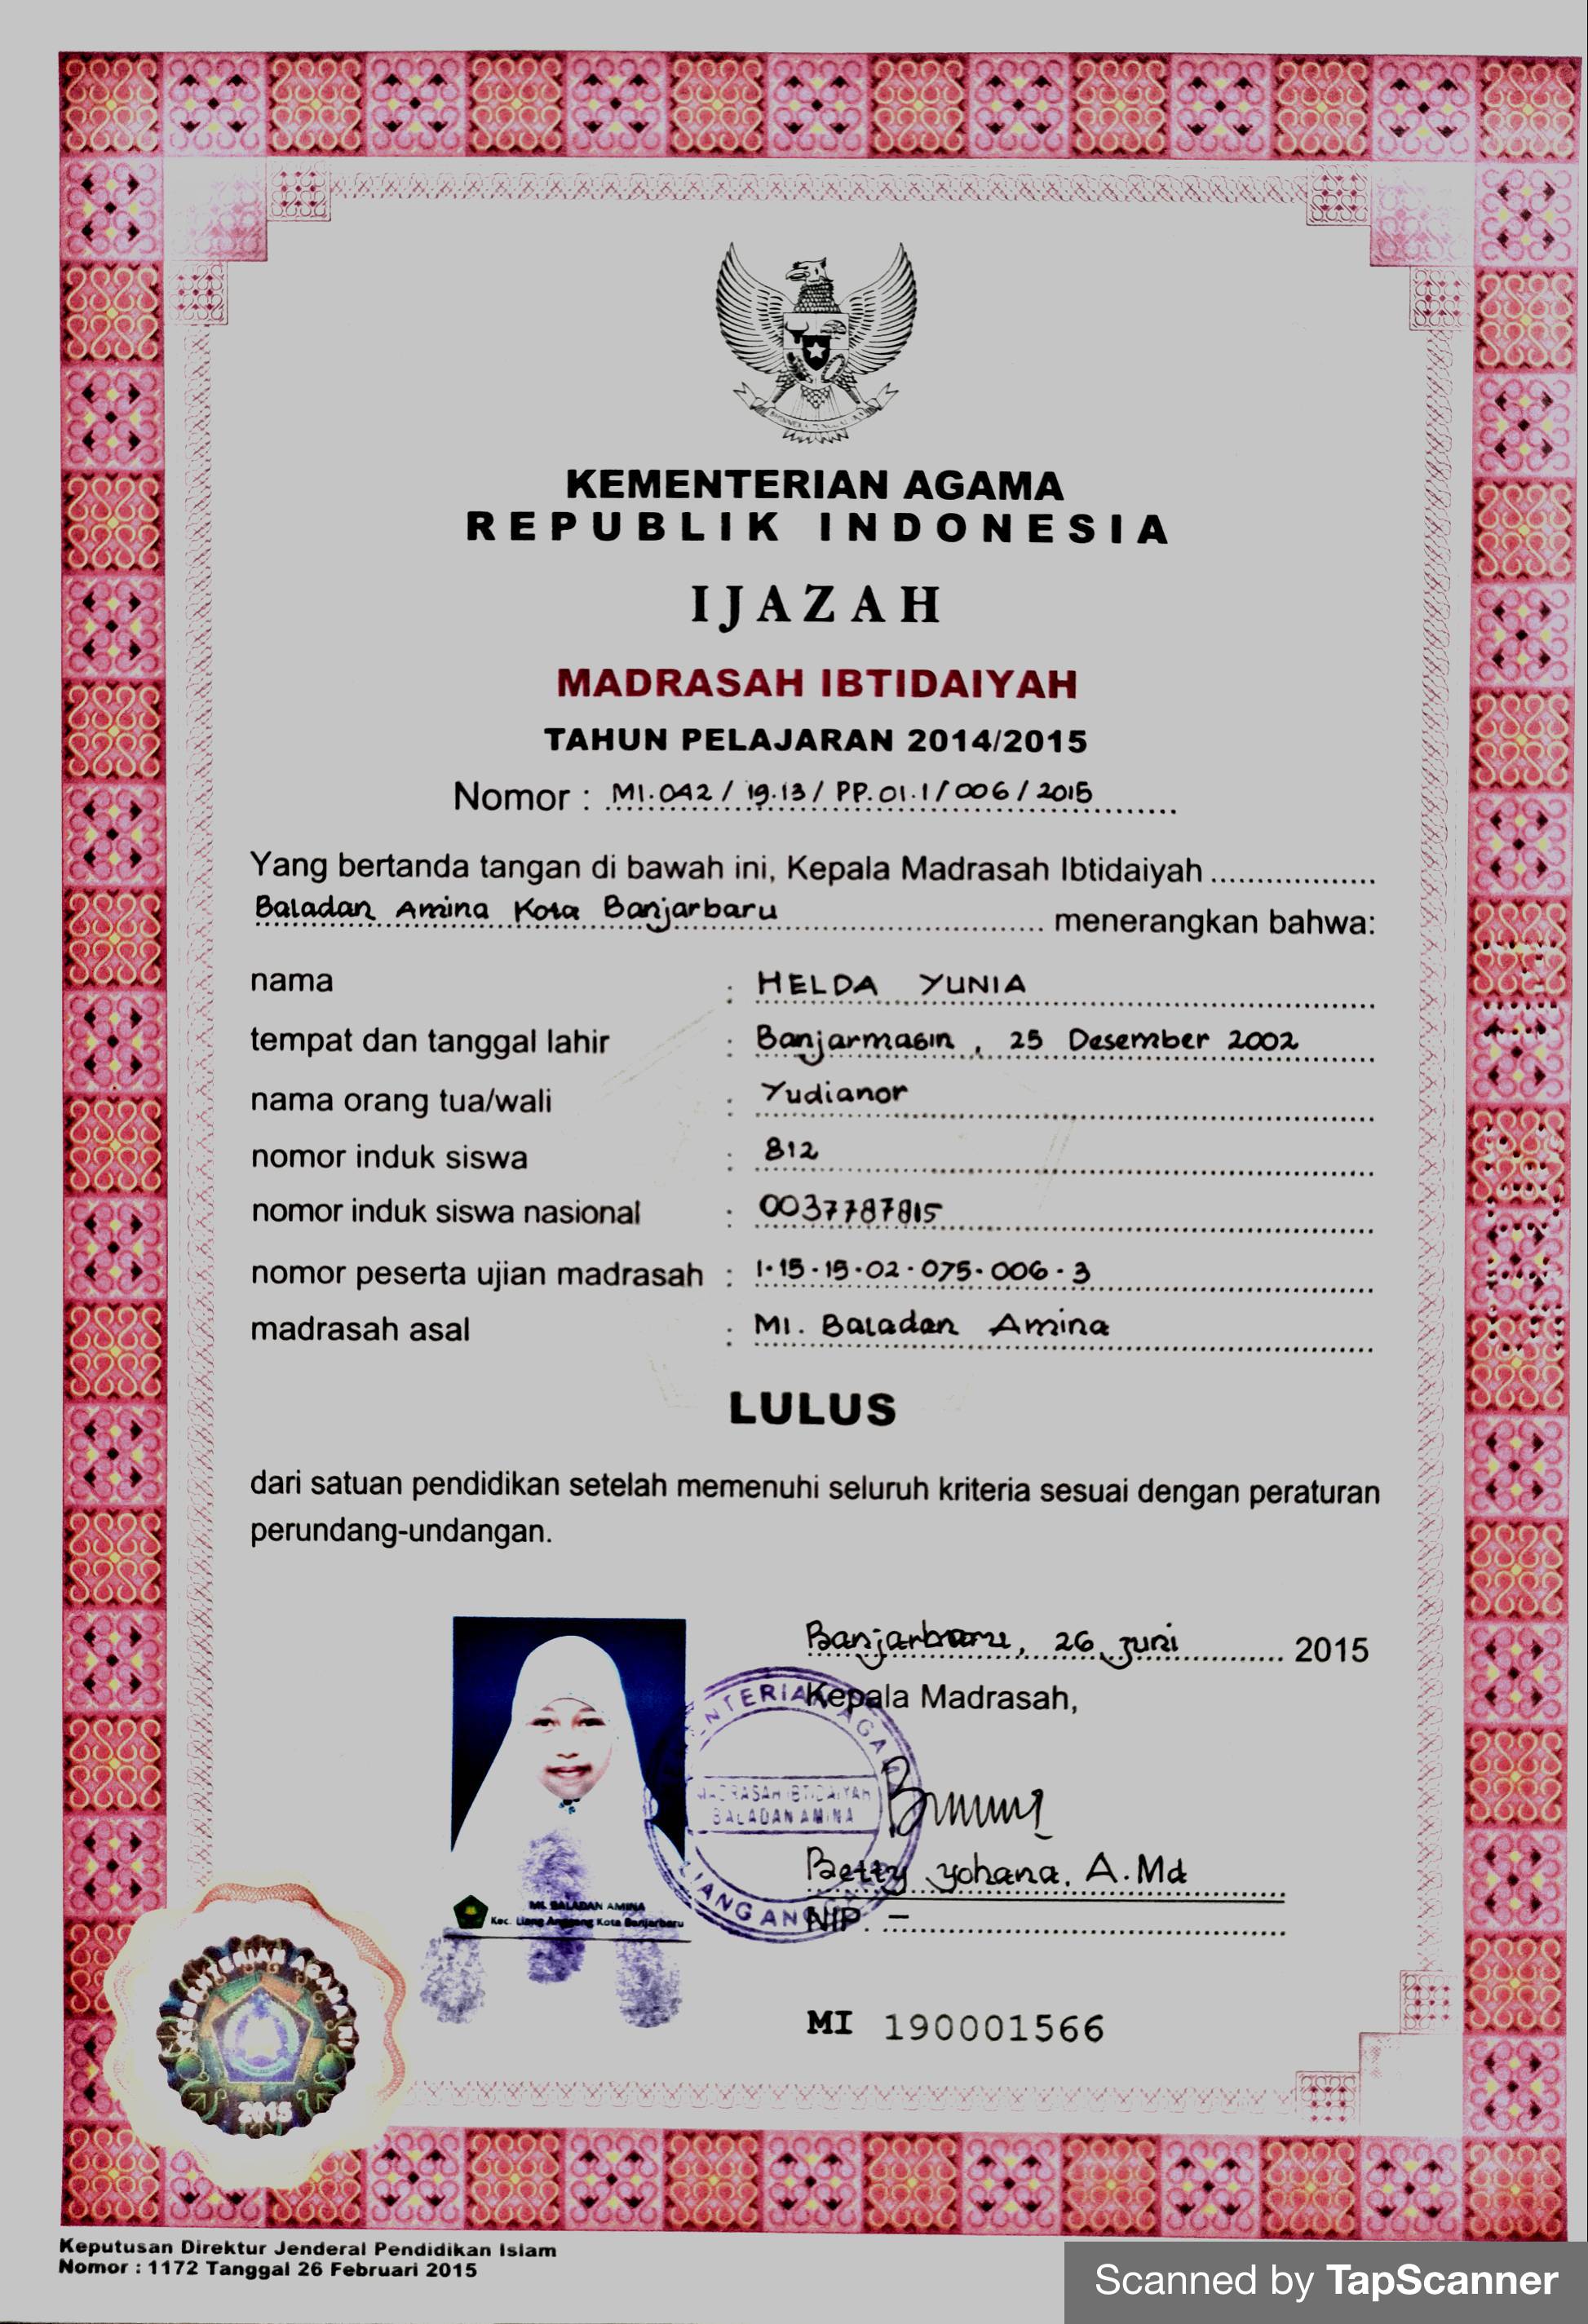 KEMENTERIAN AGAMA
REPUBLIK INDONESIA
IJAZAH
MADRASAH IBTIDAIYAH
TAHUN PELAJARAN 2014/2015
Nomor : MI.042 / 19.13 / PP.01.1 / 006 / 2015
Yang bertanda tangan di bawah ini, Kepala Madrasah Ibtidaiyah
Baladan Amina Kota Banjarbaru menerangkan bahwa:
nama : HELDA YUNIA
tempat dan tanggal lahir : Banjarmasin, 25 Desember 2002
nama orang tua/wali : Yudianor
nomor induk siswa : 812
nomor induk siswa nasional : 0037787815
nomor peserta ujian madrasah : 1-15-15-02-075-006-3
madrasah asal : MI. Baladan Amina
LULUS
dari satuan pendidikan setelah memenuhi seluruh kriteria sesuai dengan peraturan
perundang-undangan.
Banjarbaru, 26 Juni 2015
Kepala Madrasah,
MADRASAH IBTIDAIYAH
BALADAN AMINA
Betty Yohana, A.Md
NIP. -
MI. BALADAN AMINA
Kec. Liang Anggang Kota Banjarbaru
KEMENTERIAN AGAMA RI
2015
MI 190001566
Keputusan Direktur Jenderal Pendidikan Islam
Nomor : 1172 Tanggal 26 Februari 2015
Scanned by TapScanner